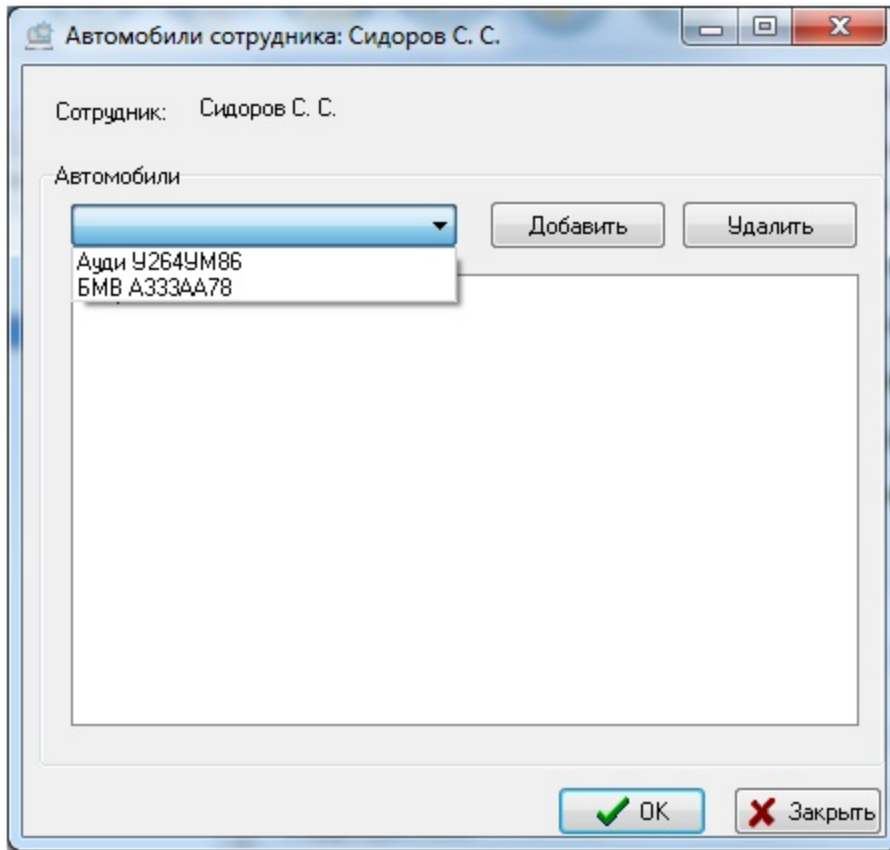 Автомобили сотрудника: Сидоров С. С.
Сотрудник: Сидоров С. С.
Автомобили
Добавить Удалить
Ауди У264УМ86
БМВ А333АА78
OK Закрыть